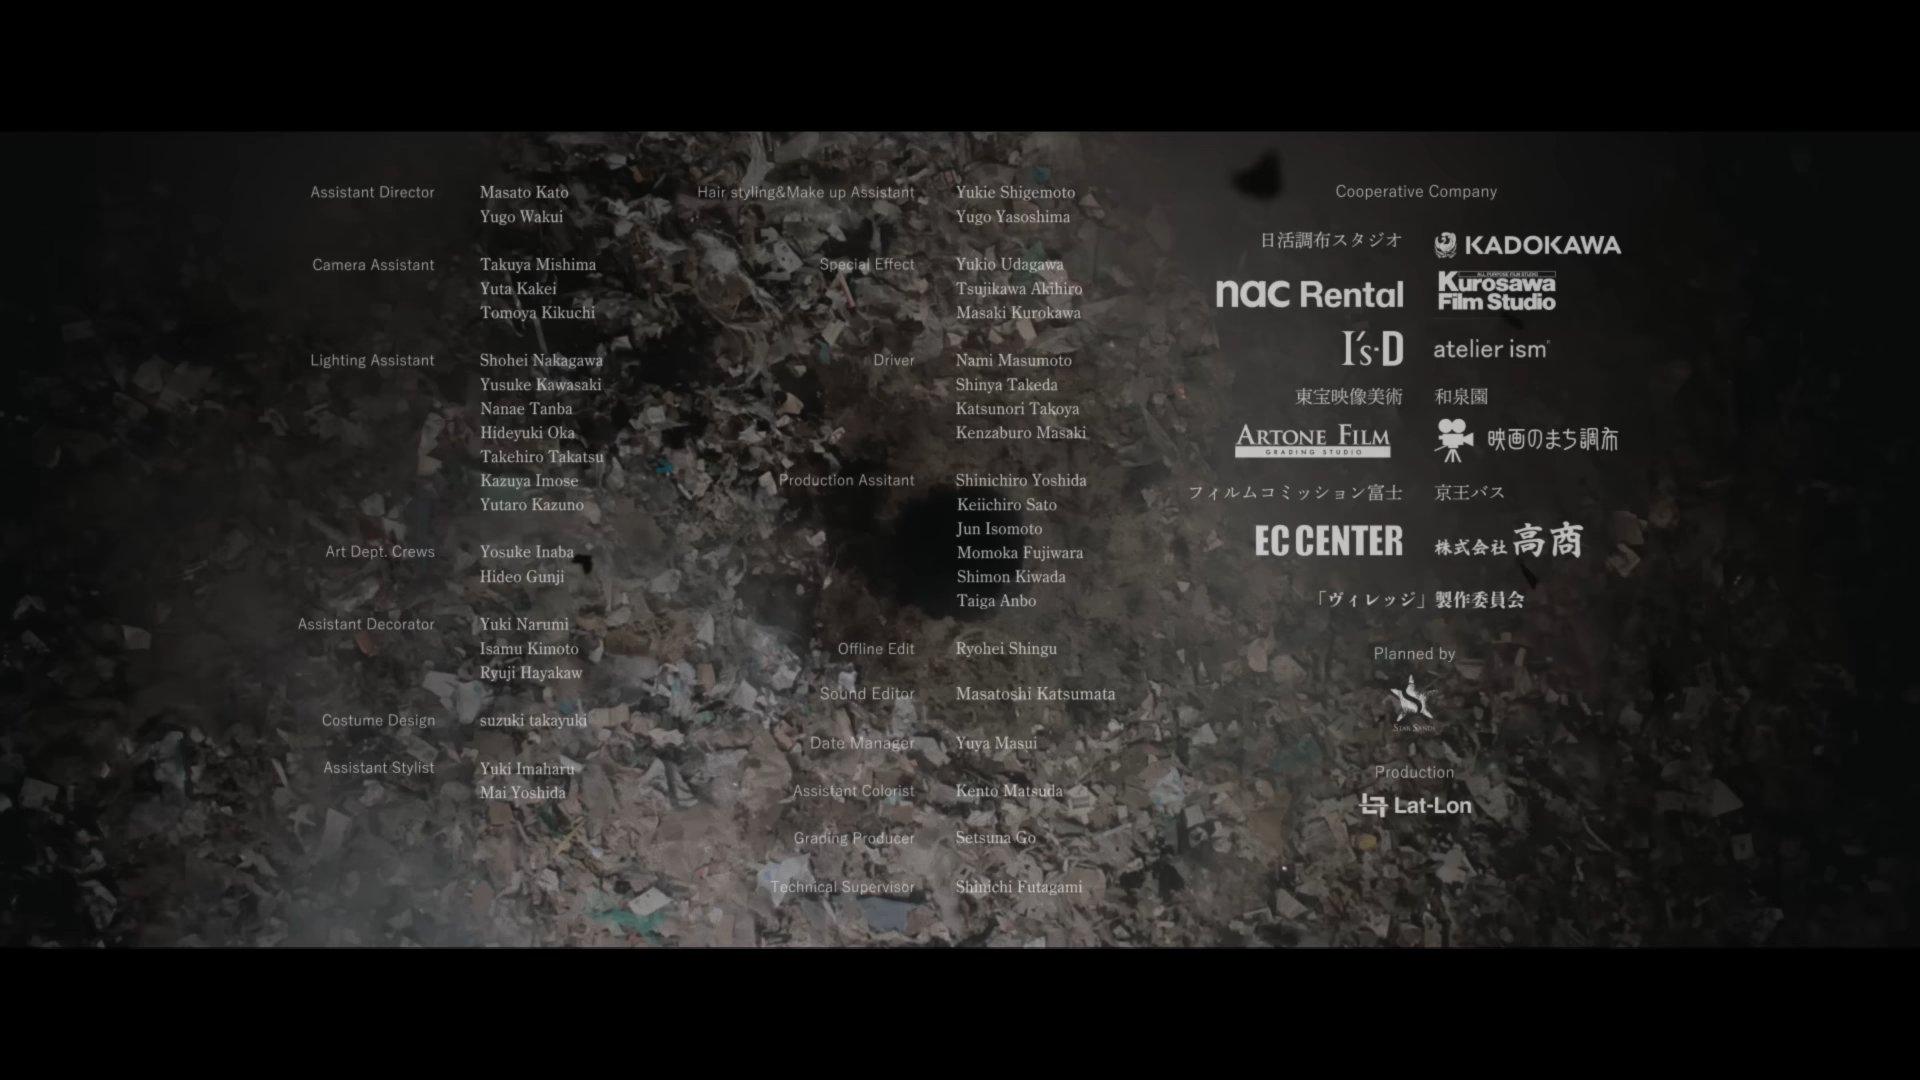 Assistant Director Masato Kato
Yugo Wakui
Camera Assistant Takuya Mishima
Yuta Kakei
Tomoya Kikuchi
Lighting Assistant Shohei Nakagawa
Yusuke Kawasaki
Nanae Tanba
Hideyuki Oka
Takehiro Takatsu
Kazuya Imose
Yutaro Kazuno
Art Dept. Crews Yosuke Inaba
Hideo Gunji
Assistant Decorator Yuki Narumi
Isamu Kimoto
Ryuji Hayakaw
Costume Design suzuki takayuki
Assistant Stylist Yuki Imaharu
Mai Yoshida
Hair styling&Make up Assistant Yukie Shigemoto
Yugo Yasoshima
Special Effect Yukio Udagawa
Tsujikawa Akihiro
Masaki Kurokawa
Driver Nami Masumoto
Shinya Takeda
Katsunori Takoya
Kenzaburo Masaki
Production Assitant Shinichiro Yoshida
Keiichiro Sato
Jun Isomoto
Momoka Fujiwara
Shimon Kiwada
Taiga Anbo
Offline Edit Ryohei Shingu
Sound Editor Masatoshi Katsumata
Date Manager Yuya Masui
Assistant Colorist Kento Matsuda
Grading Producer Setsuna Go
Technical Supervisor Shinichi Futagami
Cooperative Company
日活調布スタジオ KADOKAWA
nac Rental ALL PURPOSE FILM STUDIO
Kurosawa
Film Studio
I's·D atelier ism
東宝映像美術 和泉園
ARTONE FILM
GRADING STUDIO
映画のまち調布
フィルムコミッション富士 京王バス
EC CENTER 株式会社 高商
「ヴィレッジ」製作委員会
Planned by
STAR SANDS
Production
Lat-Lon